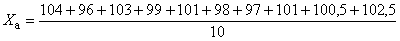 Xa = (104 + 96 + 103 + 99 + 101 + 98 + 97 + 101 + 100,5 + 102,5) / 10